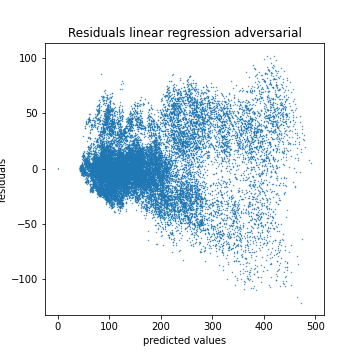 Residuals linear regression adversarial
100
50
0
−50
−100
0 100 200 300 400 500
predicted values
residuals